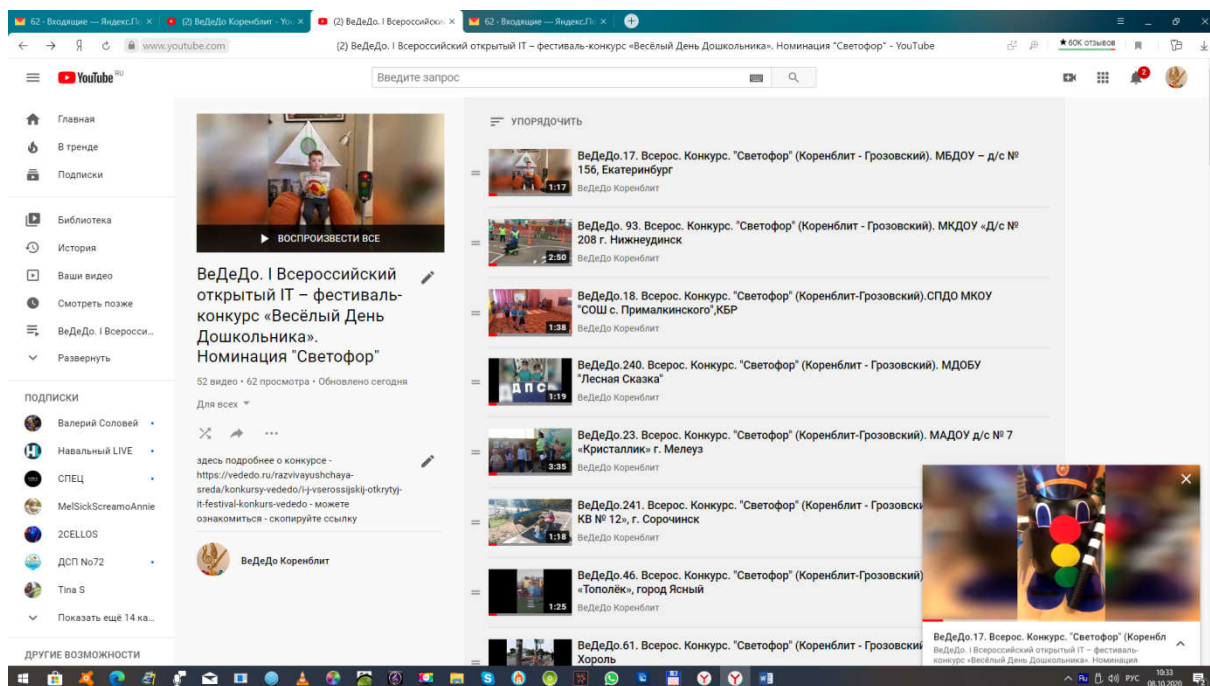 62 · Входящие — Яндекс.По
(2) ВеДеДо Коренблит - You
(2) ВеДеДо. I Всероссийски
62 · Входящие — Яндекс.По
www.youtube.com
(2) ВеДеДо. I Всероссийский открытый IT – фестиваль-конкурс «Весёлый День Дошкольника». Номинация "Светофор" - YouTube
★ 60K отзывов
YouTube RU
Введите запрос
2
Главная
В тренде
Подписки
Библиотека
История
Ваши видео
Смотреть позже
ВеДеДо. I Всеросси...
Развернуть
ПОДПИСКИ
Валерий Соловей
Навальный LIVE
СПЕЦ
MelSickScreamoAnnie
2CELLOS
ДСП No72
Tina S
Показать ещё 14 ка...
ДРУГИЕ ВОЗМОЖНОСТИ
ВОСПРОИЗВЕСТИ ВСЕ
ВеДеДо. I Всероссийский
открытый IT – фестиваль-
конкурс «Весёлый День
Дошкольника».
Номинация "Светофор"
52 видео • 62 просмотра • Обновлено сегодня
Для всех
здесь подробнее о конкурсе -
https://vededo.ru/razvivayushchaya-
sreda/konkursy-vededo/i-j-vserossijskij-otkrytyj-
it-festival-konkurs-vededo - можете
ознакомиться - скопируйте ссылку
ВеДеДо Коренблит
УПОРЯДОЧИТЬ
ВеДеДо.17. Всерос. Конкурс. "Светофор" (Коренблит - Грозовский). МБДОУ – д/с №
156, Екатеринбург
ВеДеДо Коренблит
1:17
ВеДеДо. 93. Всерос. Конкурс. "Светофор" (Коренблит - Грозовский). МКДОУ «Д/с №
208 г. Нижнеудинск
ВеДеДо Коренблит
2:50
ВеДеДо.18. Всерос. Конкурс. "Светофор" (Коренблит-Грозовский).СПДО МКОУ
"СОШ с. Прималкинского",КБР
ВеДеДо Коренблит
1:38
ВеДеДо.240. Всерос. Конкурс. "Светофор" (Коренблит - Грозовский). МДОБУ
"Лесная Сказка"
ВеДеДо Коренблит
ДПС
1:19
ВеДеДо.23. Всерос. Конкурс. "Светофор" (Коренблит-Грозовский). МАДОУ д/с № 7
«Кристаллик» г. Мелеуз
ВеДеДо Коренблит
3:35
ВеДеДо.241. Всерос. Конкурс. "Светофор" (Коренблит - Грозовски
КВ № 12», г. Сорочинск
ВеДеДо Коренблит
1:18
ВеДеДо.46. Всерос. Конкурс. "Светофор" (Коренблит-Грозовский)
«Тополёк», город Ясный
ВеДеДо Коренблит
1:25
ВеДеДо.61. Всерос. Конкурс. "Светофор" (Коренблит-Грозовский
Хороль
ВеДеДо.17. Всерос. Конкурс. "Светофор" (Коренбл
ВеДеДо. I Всероссийский открытый IT – фестиваль-
конкурс «Весёлый День Дошкольника». Номинация
Ru
РУС
10:33
08.10.2020